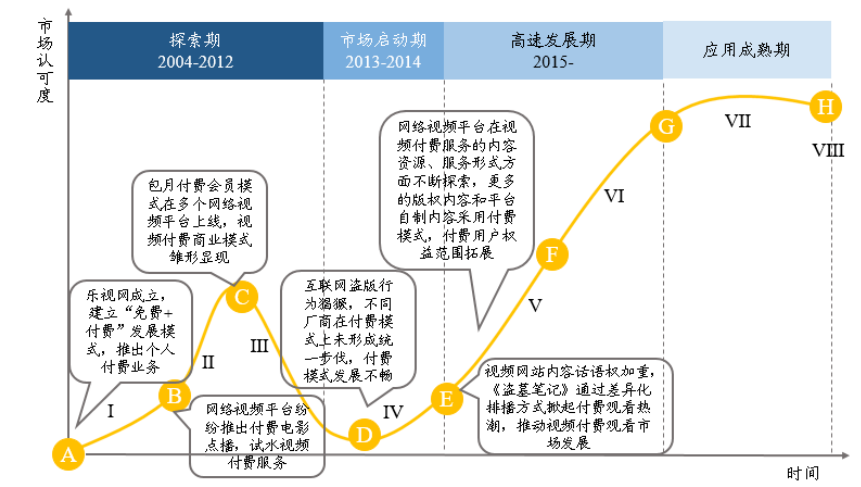 市场认可度
探索期
2004-2012
市场启动期
2013-2014
高速发展期
2015-
应用成熟期
网络视频平台在视
频付费服务的内容
资源、服务形式方
面不断探索，更多
的版权内容和平台
自制内容采用付费
模式，付费用户权
益范围拓展
包月付费会员模
式在多个网络视
频平台上线，视
频付费商业模式
雏形显现
互联网盗版行
为猖獗，不同
厂商在付费模
式上未形成统
一步伐，付费
模式发展不畅
乐视网成立，
建立“免费+
付费”发展模
式，推出个人
付费业务
网络视频平台纷
纷推出付费电影
点播，试水视频
付费服务
视频网站内容话语权加重，
《盗墓笔记》通过差异化
排播方式掀起付费观看热
潮，推动视频付费观看市
场发展
A
I
B
II
C
III
D
IV
E
V
F
VI
G
VII
H
VIII
时间